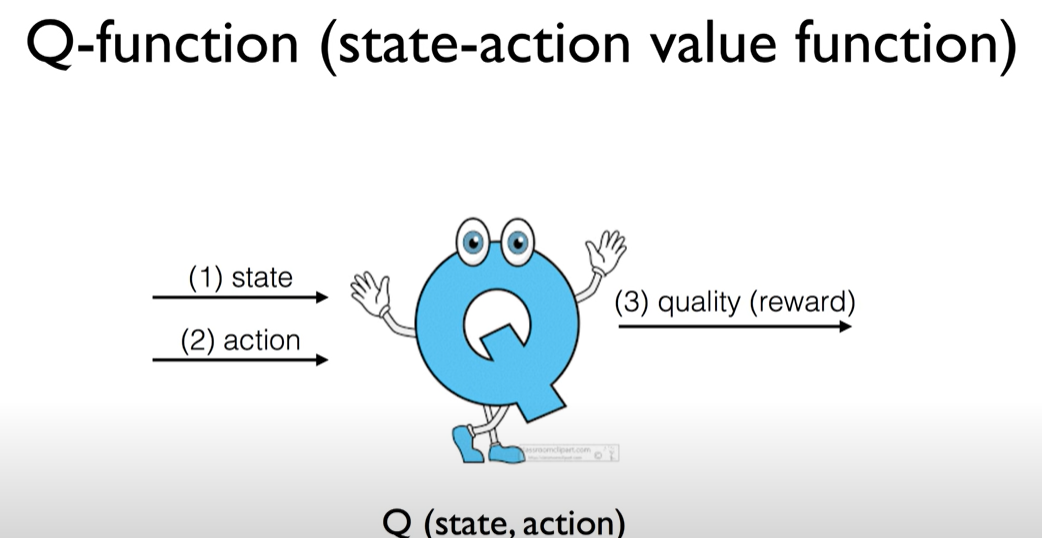 Q-function (state-action value function)
(1) state
(2) action
Q
(3) quality (reward)
Q (state, action)